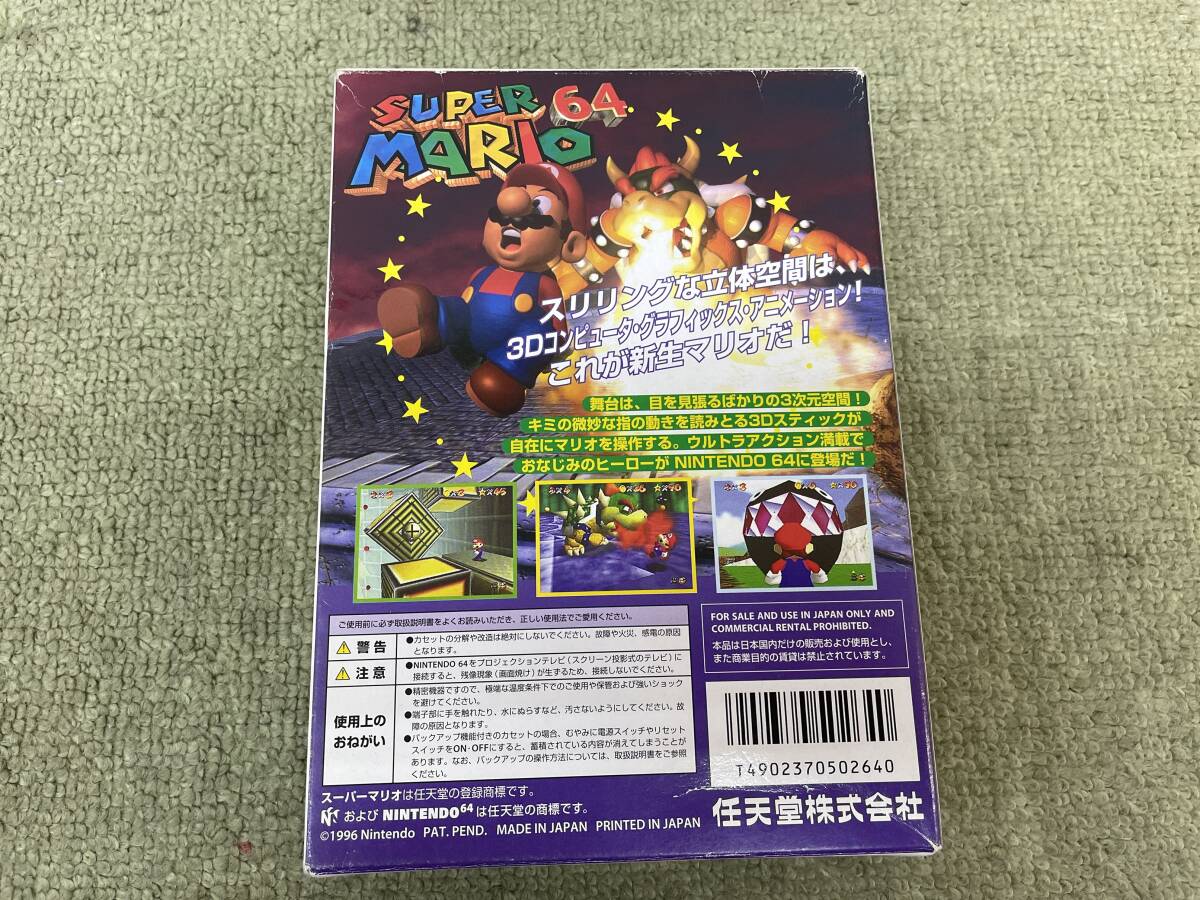 SUPER
MARIO 64
スリリングな立体空間は、、、
3Dコンピュータ・グラフィックス・アニメーション!
これが新生マリオだ!
舞台は、目を見張るばかりの3次元空間!
キミの微妙な指の動きを読みとる3Dスティックが
自在にマリオを操作する。ウルトラアクション満載で
おなじみのヒーローが NINTENDO 64に登場だ!
ご使用前に必ず取扱説明書をよくお読みいただき、正しい使用法でご愛用ください。
警告
●カセットの分解や改造は絶対にしないでください。故障や火災、感電の原因
となります。
注意
●NINTENDO 64をプロジェクションテレビ(スクリーン投影式のテレビ)に
接続すると、残像現象(画面焼け)が生ずるため、接続しないでください。
使用上の
おねがい
●精密機器ですので、極端な温度条件下でのご使用や保管および強いショック
を避けてください。
●端子部に手を触れたり、水にぬらすなど、汚さないようにしてください。故
障の原因となります。
●バックアップ機能付きのカセットの場合、むやみに電源スイッチやリセット
スイッチをON・OFFにすると、蓄積されている内容が消えてしまうことが
あります。なお、バックアップの操作方法については、取扱説明書をご参照
ください。
FOR SALE AND USE IN JAPAN ONLY AND
COMMERCIAL RENTAL PROHIBITED.
本品は日本国内だけの販売および使用とし、
また商業目的の賃貸は禁止されています。
T4902370502640
スーパーマリオは任天堂の登録商標です。
および NINTENDO64 は任天堂の商標です。
©1996 Nintendo PAT. PEND. MADE IN JAPAN PRINTED IN JAPAN
任天堂株式会社